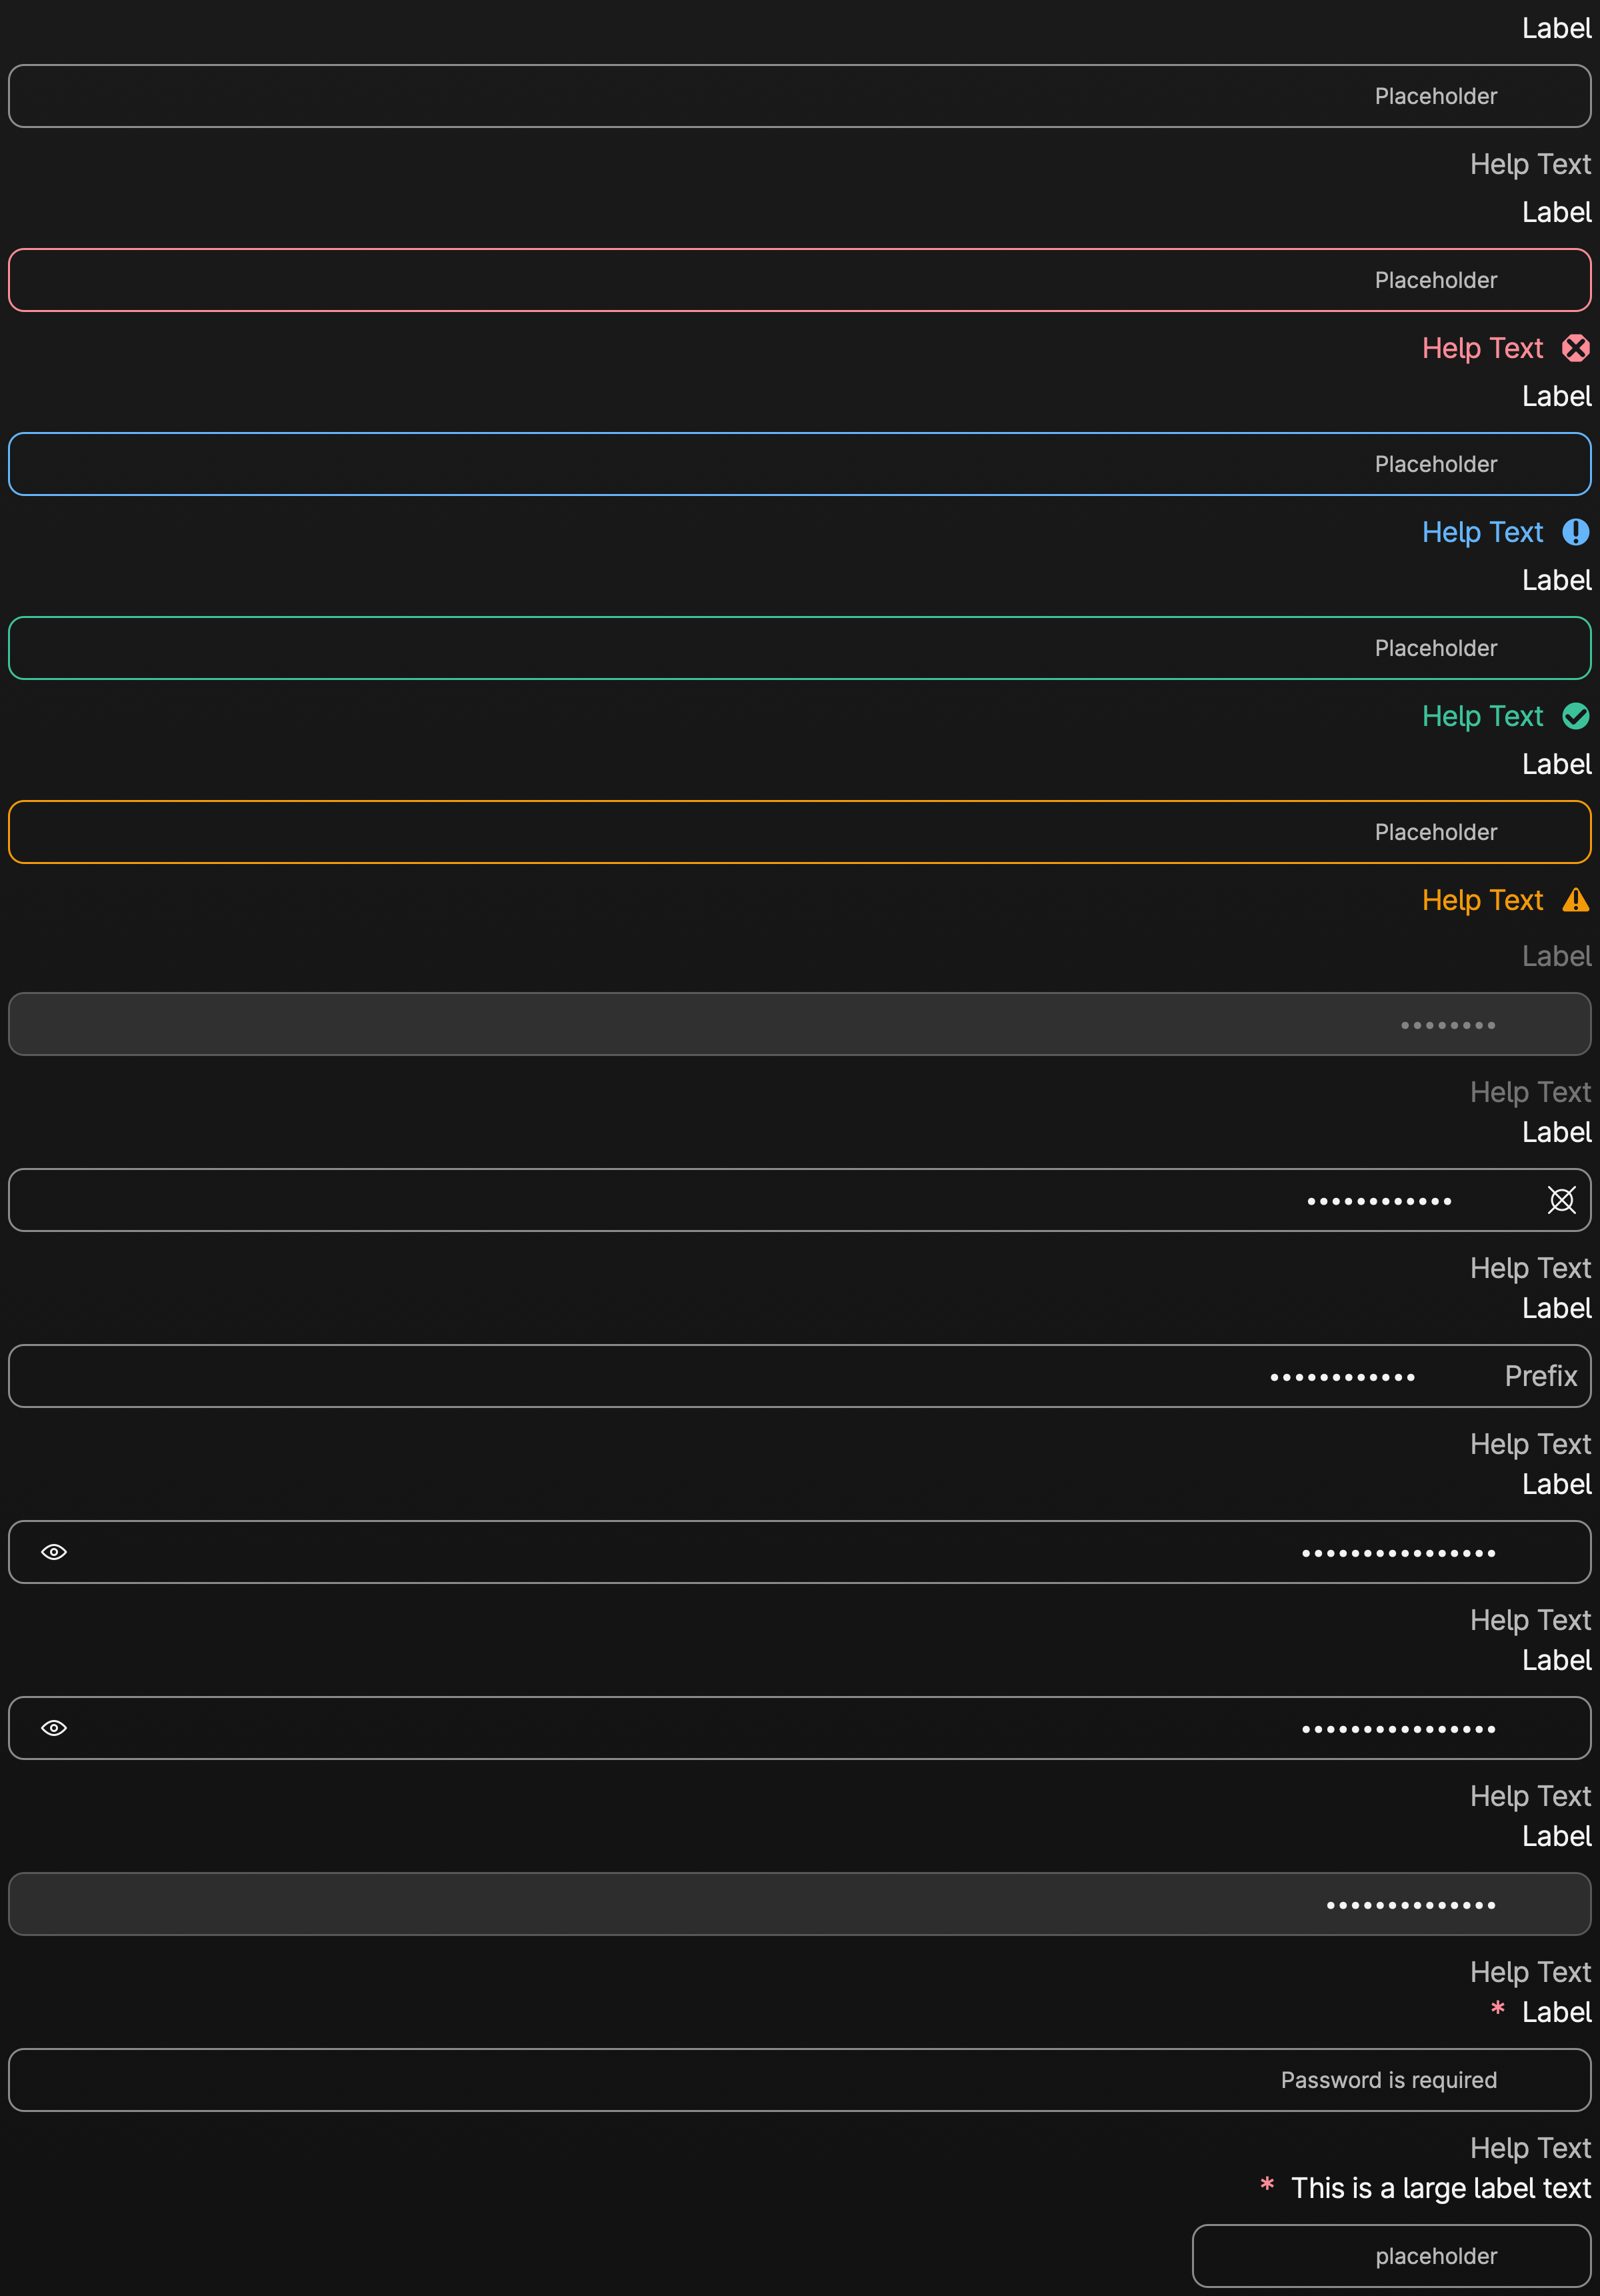 Label
Placeholder
Help Text
Label
Placeholder
Help Text
Label
Placeholder
Help Text
Label
Placeholder
Help Text
Label
Placeholder
Help Text
Label
••••••••
Help Text
Label
••••••••••••
Help Text
Label
Prefix ••••••••••••
Help Text
Label
••••••••••••••••
Help Text
Label
••••••••••••••••
Help Text
Label
••••••••••••••
Help Text
* Label
Password is required
Help Text
* This is a large label text
placeholder